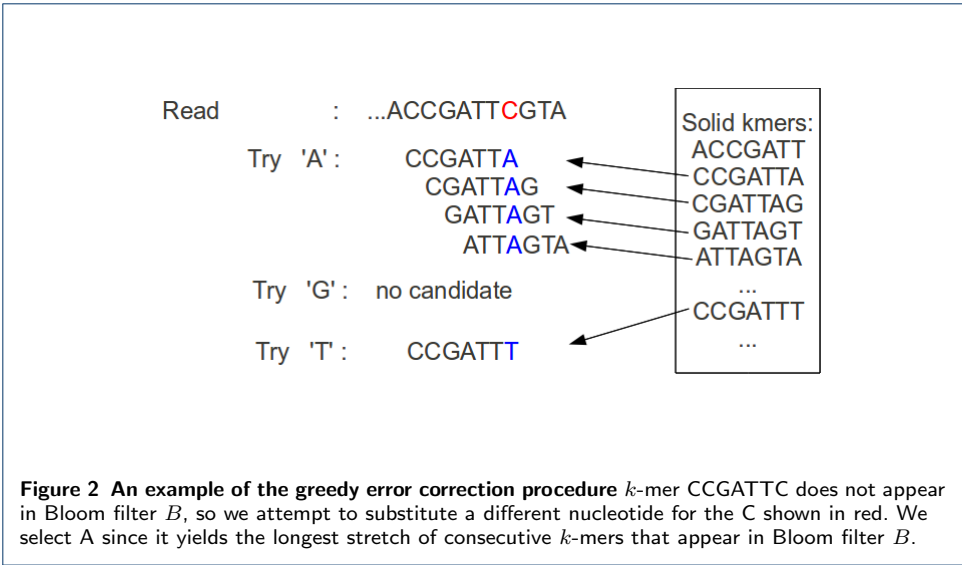 Read : ...ACCGATTCGTA
Try 'A' : CCGATTA
CGATTAG
GATTAGT
ATTAGTA
Try 'G' : no candidate
Try 'T' : CCGATTT
Solid kmers:
ACCGATT
CCGATTA
CGATTAG
GATTAGT
ATTAGTA
...
CCGATTT
...
Figure 2 An example of the greedy error correction procedure k-mer CCGATTC does not appear
in Bloom filter B, so we attempt to substitute a different nucleotide for the C shown in red. We
select A since it yields the longest stretch of consecutive k-mers that appear in Bloom filter B.